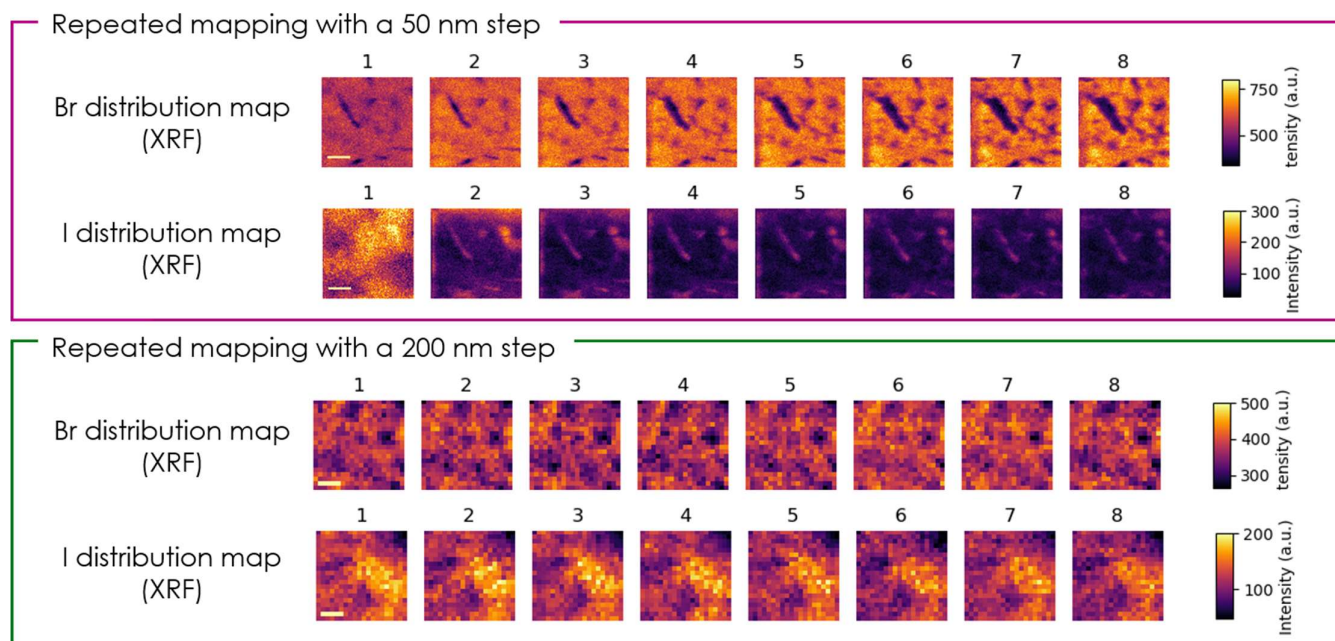 Repeated mapping with a 50 nm step
1 2 3 4 5 6 7 8
Br distribution map
(XRF)
750
500
tensity (a.u.)
1 2 3 4 5 6 7 8
I distribution map
(XRF)
300
200
100
Intensity (a.u.)
Repeated mapping with a 200 nm step
1 2 3 4 5 6 7 8
Br distribution map
(XRF)
500
400
300
tensity (a.u.)
1 2 3 4 5 6 7 8
I distribution map
(XRF)
200
100
Intensity (a.u.)